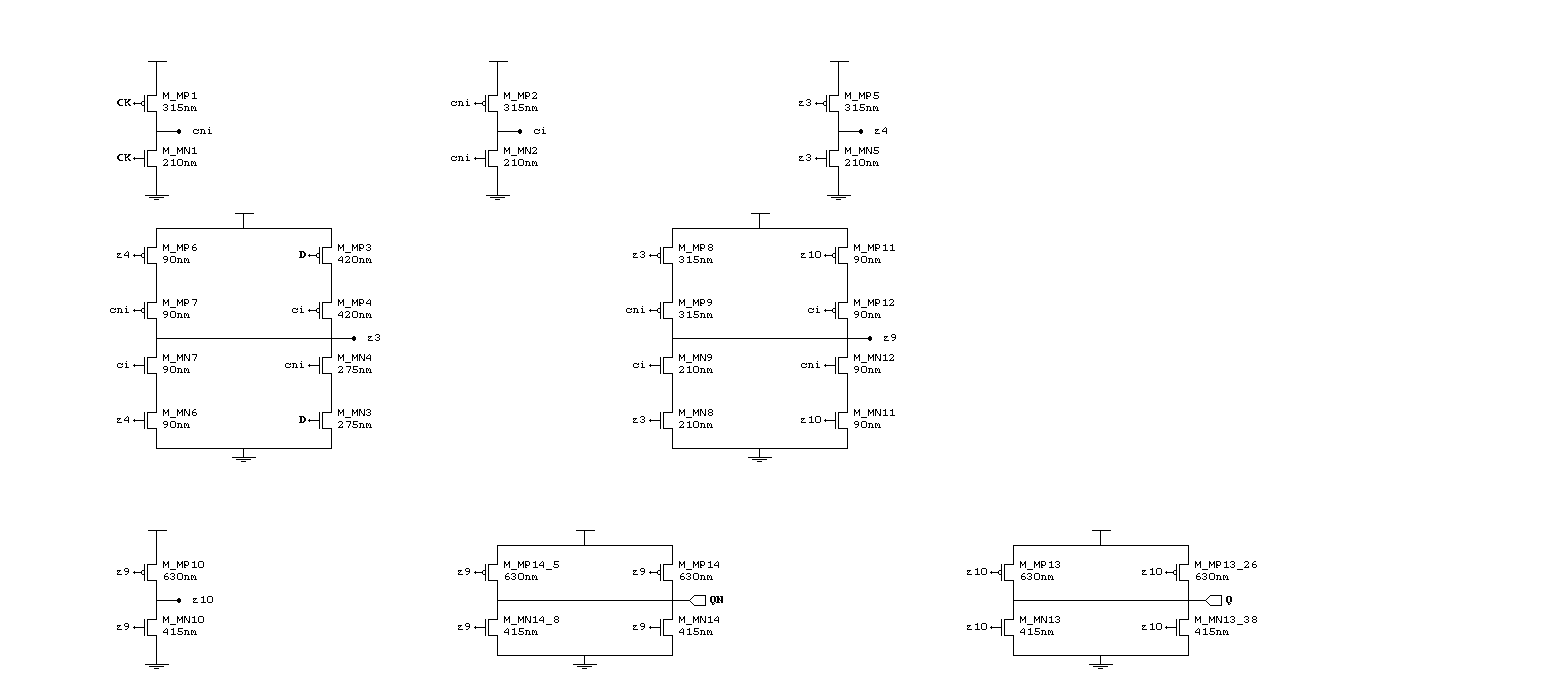 M_MP1
CK 315nm
cni
M_MN1
CK 210nm
M_MP2
cni 315nm
ci
M_MN2
cni 210nm
M_MP5
z3 315nm
z4
M_MN5
z3 210nm
M_MP6
z4 90nm
M_MP3
D 420nm
M_MP7
cni 90nm
M_MP4
ci 420nm
z3
M_MN7
ci 90nm
M_MN4
cni 275nm
M_MN6
z4 90nm
M_MN3
D 275nm
M_MP8
z3 315nm
M_MP11
z10 90nm
M_MP9
cni 315nm
M_MP12
ci 90nm
z9
M_MN9
ci 210nm
M_MN12
cni 90nm
M_MN8
z3 210nm
M_MN11
z10 90nm
M_MP10
z9 630nm
z10
M_MN10
z9 415nm
M_MP14_5
z9 630nm
M_MP14
z9 630nm
QN
M_MN14_8
z9 415nm
M_MN14
z9 415nm
M_MP13
z10 630nm
M_MP13_26
z10 630nm
Q
M_MN13
z10 415nm
M_MN13_38
z10 415nm